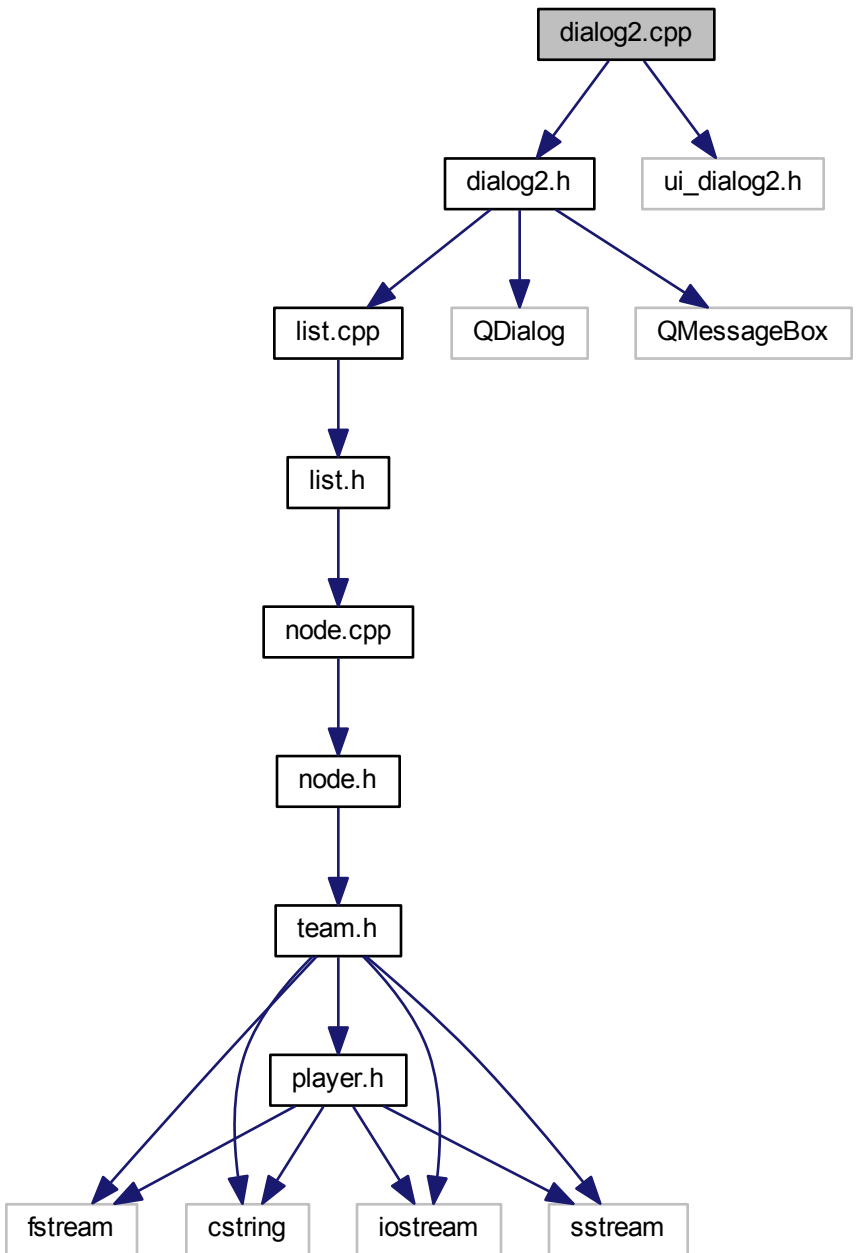 dialog2.cpp
dialog2.h
ui_dialog2.h
list.cpp
QDialog
QMessageBox
list.h
node.cpp
node.h
team.h
player.h
fstream
cstring
iostream
sstream